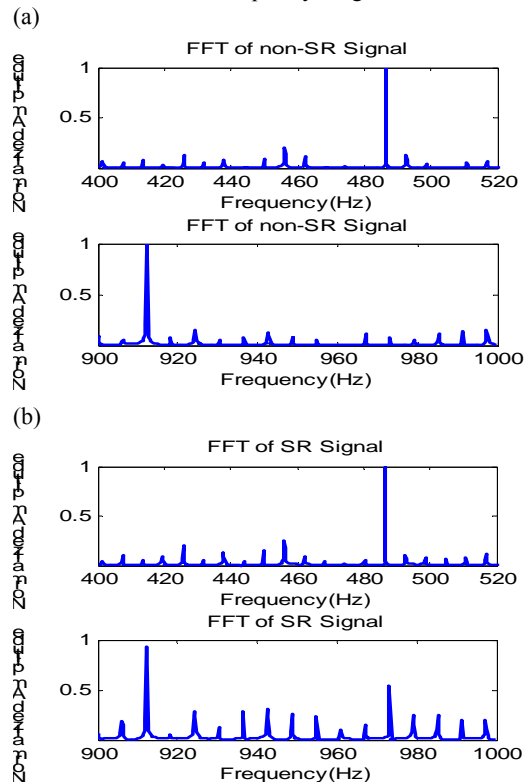 (a)
FFT of non-SR Signal
1
0.5
400 420 440 460 480 500 520
Frequency(Hz)
FFT of non-SR Signal
1
0.5
900 920 940 960 980 1000
Frequency(Hz)
(b)
FFT of SR Signal
1
0.5
400 420 440 460 480 500 520
Frequency(Hz)
FFT of SR Signal
1
0.5
900 920 940 960 980 1000
Frequency(Hz)